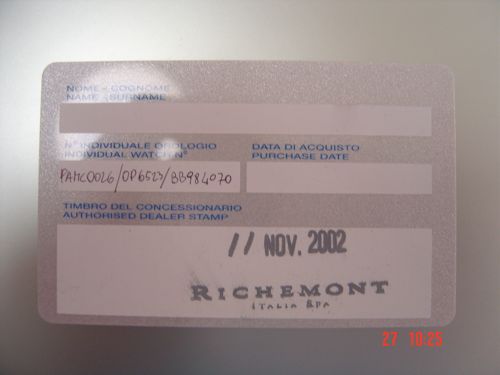 NOME - COGNOME
NAME - SURNAME
N° INDIVIDUALE OROLOGIO
INDIVIDUAL WATCH N°
DATA DI ACQUISTO
PURCHASE DATE
PAM00026/OP6523/BB984070
TIMBRO DEL CONCESSIONARIO
AUTHORISED DEALER STAMP
11 NOV. 2002
RICHEMONT
ITALIA SPA
27 10:25